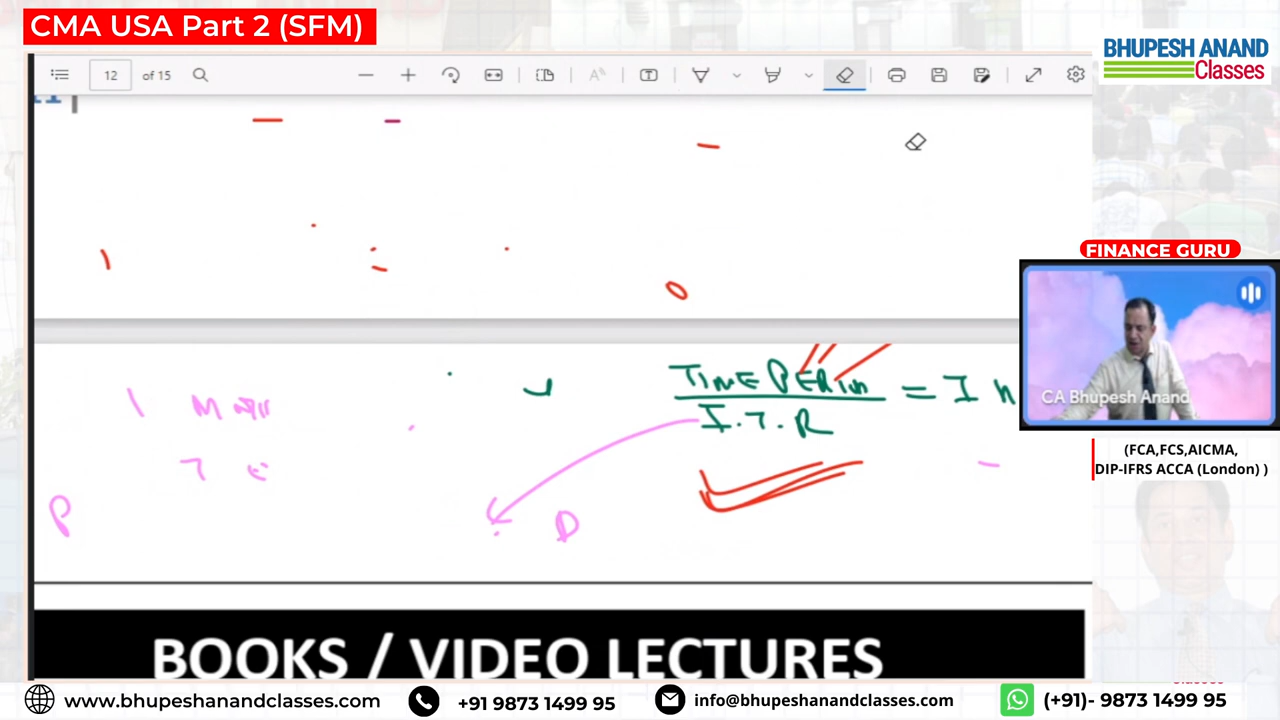 CMA USA Part 2 (SFM)
BHUPESH ANAND
Classes
12 of 15
FINANCE GURU
CA Bhupesh Anand
(FCA,FCS,AICMA,
DIP-IFRS ACCA (London) )
TIME
I.T.R
= I n
1
P
D
BOOKS / VIDEO LECTURES
www.bhupeshanandclasses.com
+91 9873 1499 95
info@bhupeshanandclasses.com
(+91)- 9873 1499 95